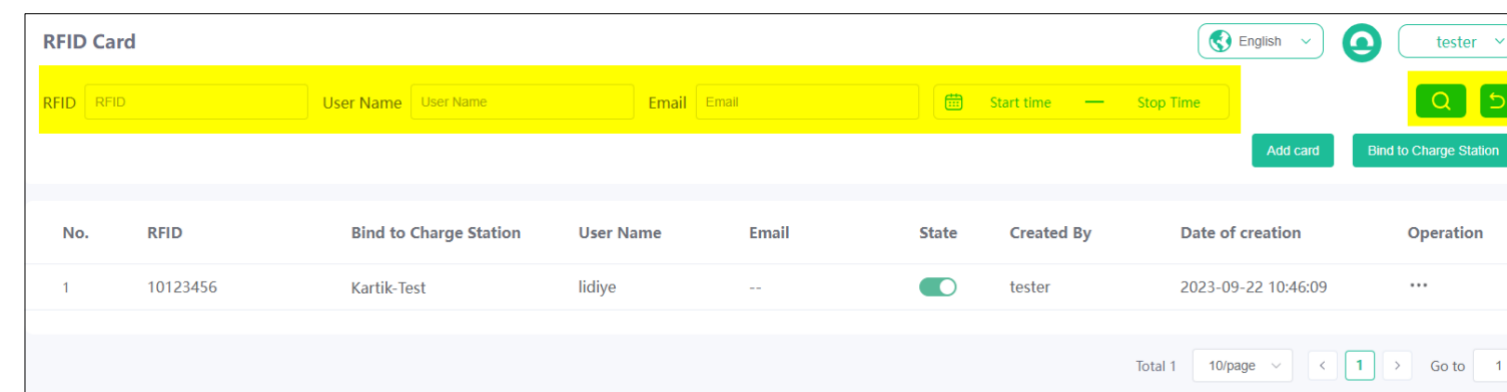 RFID Card English tester
RFID RFID User Name User Name Email Email Start time — Stop Time
Add card Bind to Charge Station
No. RFID Bind to Charge Station User Name Email State Created By Date of creation Operation
1 10123456 Kartik-Test lidiye -- tester 2023-09-22 10:46:09 ···
Total 1 10/page < 1 > Go to 1